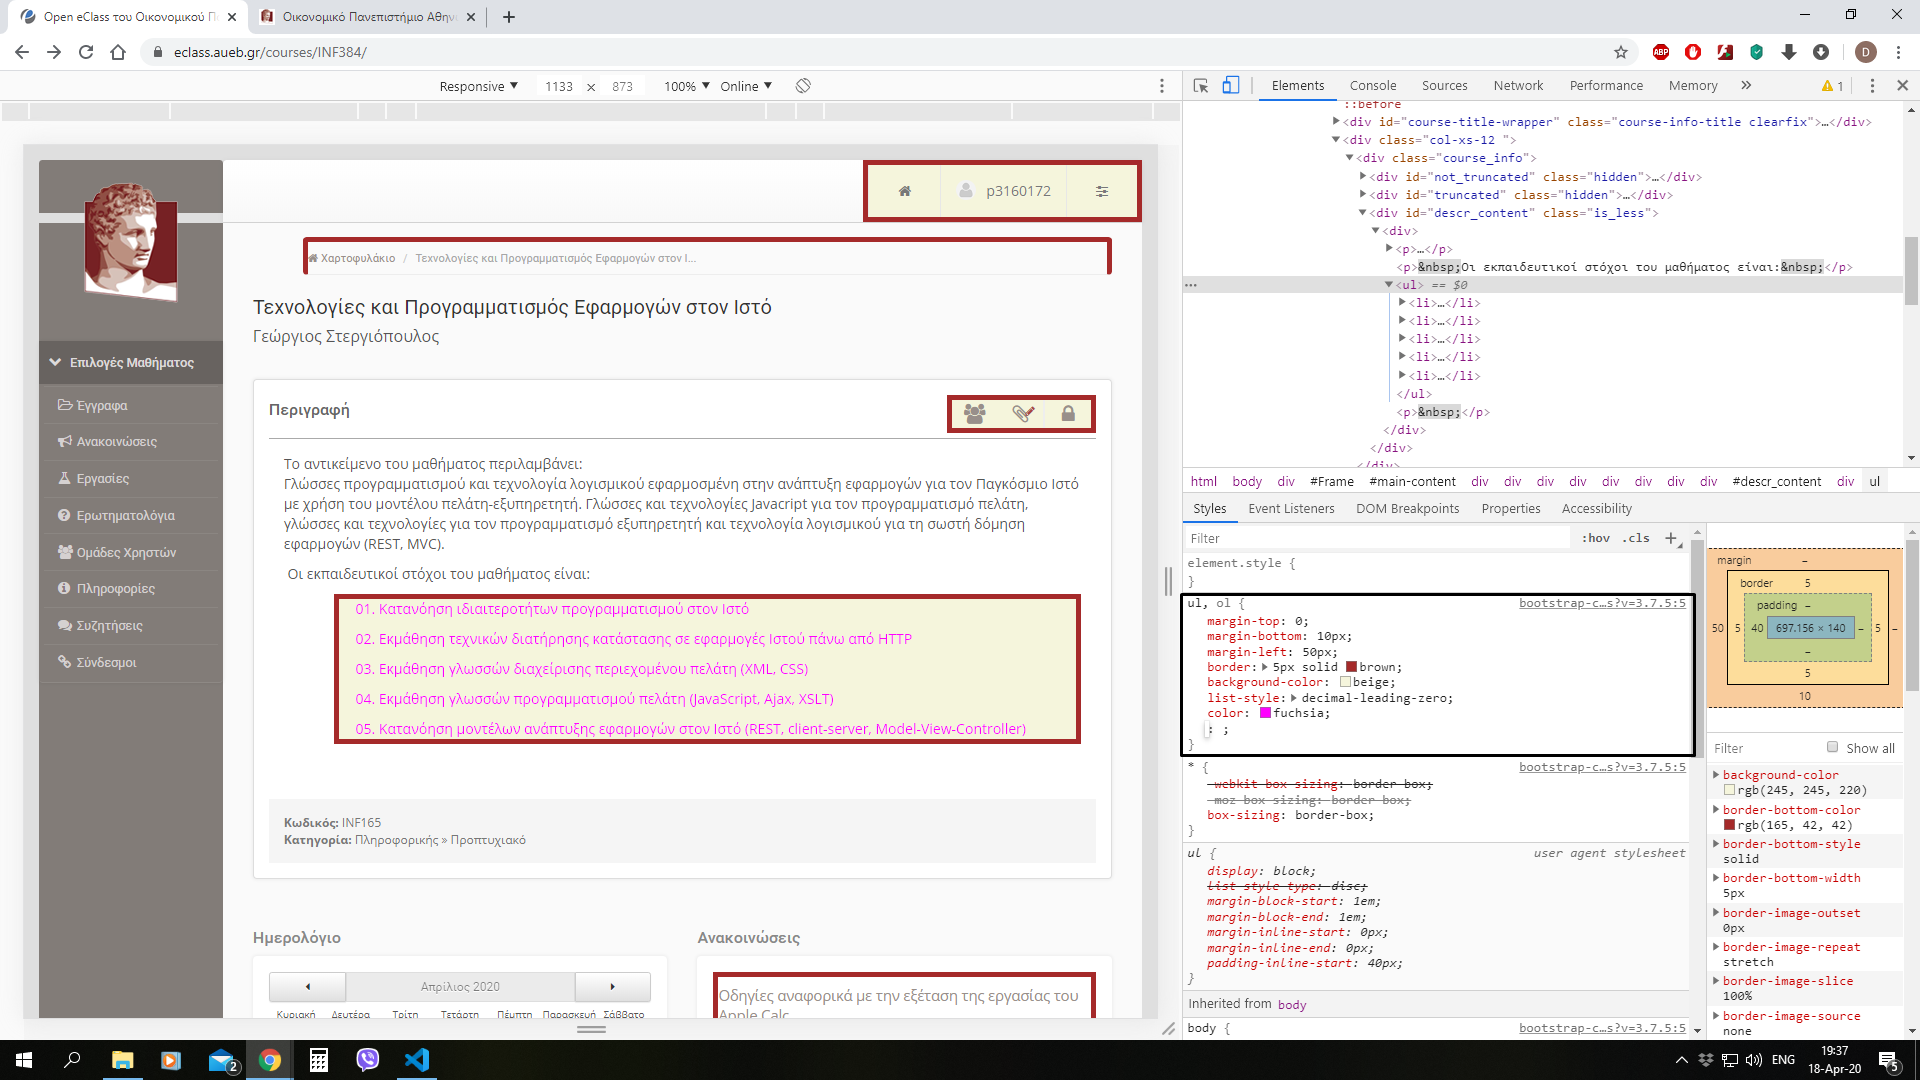 Open eClass του Οικονομικού Π
Οικονομικό Πανεπιστήμιο Αθην
eclass.aueb.gr/courses/INF384/
ABP
D
Responsive ▼ 1133 × 873 100% ▼ Online ▼
Elements Console Sources Network Performance Memory » 1
p3160172
Χαρτοφυλάκιο / Τεχνολογίες και Προγραμματισμός Εφαρμογών στον Ι...
Τεχνολογίες και Προγραμματισμός Εφαρμογών στον Ιστό
Γεώργιος Στεργιόπουλος
Επιλογές Μαθήματος
Έγγραφα
Ανακοινώσεις
Εργασίες
Ερωτηματολόγια
Ομάδες Χρηστών
Πληροφορίες
Συζητήσεις
Σύνδεσμοι
Περιγραφή
Το αντικείμενο του μαθήματος περιλαμβάνει:
Γλώσσες προγραμματισμού και τεχνολογία λογισμικού εφαρμοσμένη στην ανάπτυξη εφαρμογών για τον Παγκόσμιο Ιστό
με χρήση του μοντέλου πελάτη-εξυπηρετητή. Γλώσσες και τεχνολογίες Javascript για τον προγραμματισμό πελάτη,
γλώσσες και τεχνολογίες για τον προγραμματισμό εξυπηρετητή και τεχνολογία λογισμικού για τη σωστή δόμηση
εφαρμογών (REST, MVC).
Οι εκπαιδευτικοί στόχοι του μαθήματος είναι:
01. Κατανόηση ιδιαιτεροτήτων προγραμματισμού στον Ιστό
02. Εκμάθηση τεχνικών διατήρησης κατάστασης σε εφαρμογές Ιστού πάνω από HTTP
03. Εκμάθηση γλωσσών διαχείρισης περιεχομένου πελάτη (XML, CSS)
04. Εκμάθηση γλωσσών προγραμματισμού πελάτη (JavaScript, Ajax, XSLT)
05. Κατανόηση μοντέλων ανάπτυξης εφαρμογών στον Ιστό (REST, client-server, Model-View-Controller)
Κωδικός: INF165
Κατηγορία: Πληροφορικής » Προπτυχιακό
Ημερολόγιο
Απρίλιος 2020
Κυριακή Δευτέρα Τρίτη Τετάρτη Πέμπτη Παρασκευή Σάββατο
Ανακοινώσεις
Οδηγίες αναφορικά με την εξέταση της εργασίας του
Apple Calc
::before
<div id="course-title-wrapper" class="course-info-title clearfix">…</div>
<div class="col-xs-12 ">
<div class="course_info">
<div id="not_truncated" class="hidden">…</div>
<div id="truncated" class="hidden">…</div>
<div id="descr_content" class="is_less">
<div>
<p>…</p>
<p>&nbsp;Οι εκπαιδευτικοί στόχοι του μαθήματος είναι:&nbsp;</p>
<ul> == $0
<li>…</li>
<li>…</li>
<li>…</li>
<li>…</li>
<li>…</li>
</ul>
<p>&nbsp;</p>
</div>
</div>
</div>
html body div #Frame #main-content div div div div div div div #descr_content div ul
Styles Event Listeners DOM Breakpoints Properties Accessibility
Filter :hov .cls +
element.style {
}
ul, ol { bootstrap-c…s?v=3.7.5:5
margin-top: 0;
margin-bottom: 10px;
margin-left: 50px;
border: 5px solid brown;
background-color: beige;
list-style: decimal-leading-zero;
color: fuchsia;
: ;
}
* { bootstrap-c…s?v=3.7.5:5
-webkit-box-sizing: border-box;
-moz-box-sizing: border-box;
box-sizing: border-box;
}
ul { user agent stylesheet
display: block;
list-style-type: disc;
margin-block-start: 1em;
margin-block-end: 1em;
margin-inline-start: 0px;
margin-inline-end: 0px;
padding-inline-start: 40px;
}
Inherited from body
body { bootstrap-c…s?v=3.7.5:5
margin –
border 5
padding –
50 5 40 697.156 × 140 – 5 –
–
5
10
Filter Show all
background-color
rgb(245, 245, 220)
border-bottom-color
rgb(165, 42, 42)
border-bottom-style
solid
border-bottom-width
5px
border-image-outset
0px
border-image-repeat
stretch
border-image-slice
100%
border-image-source
none
2
ENG
19:37
18-Apr-20
5